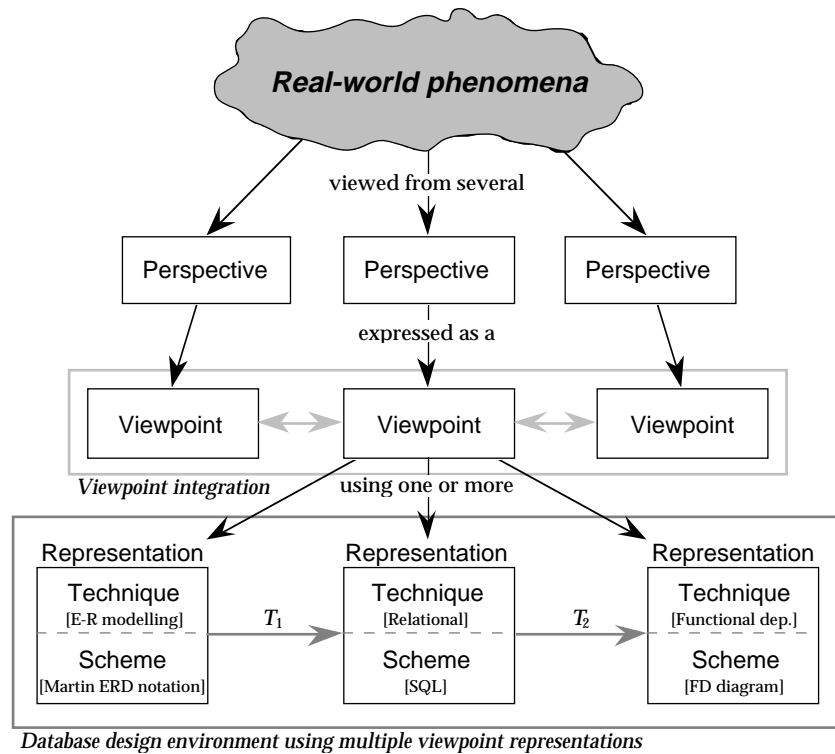 Real-world phenomena
viewed from several
Perspective
Perspective
Perspective
expressed as a
Viewpoint
Viewpoint
Viewpoint
Viewpoint integration
using one or more
Representation
Technique
[E-R modelling]
Scheme
[Martin ERD notation]
T1
Representation
Technique
[Relational]
Scheme
[SQL]
T2
Representation
Technique
[Functional dep.]
Scheme
[FD diagram]
Database design environment using multiple viewpoint representations